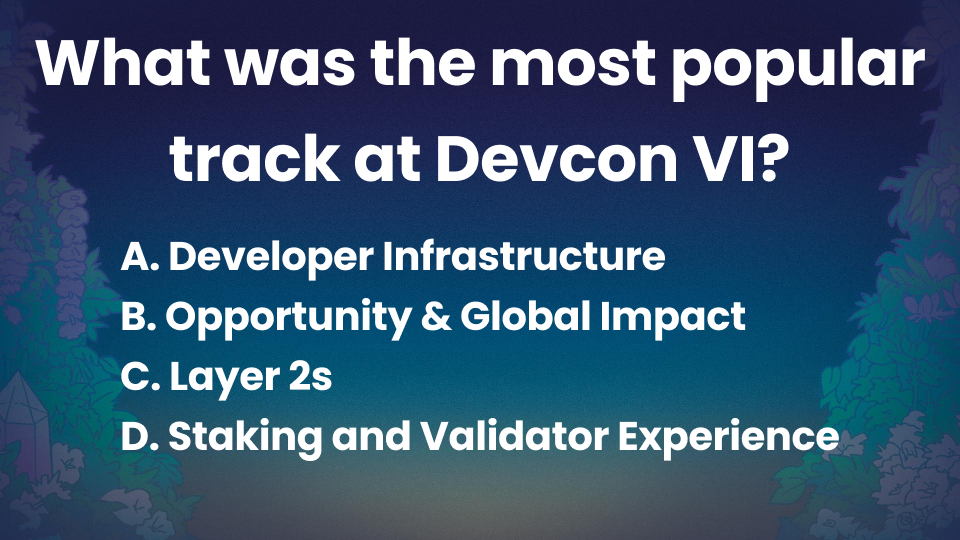 What was the most popular
track at Devcon VI?
A. Developer Infrastructure
B. Opportunity & Global Impact
C. Layer 2s
D. Staking and Validator Experience